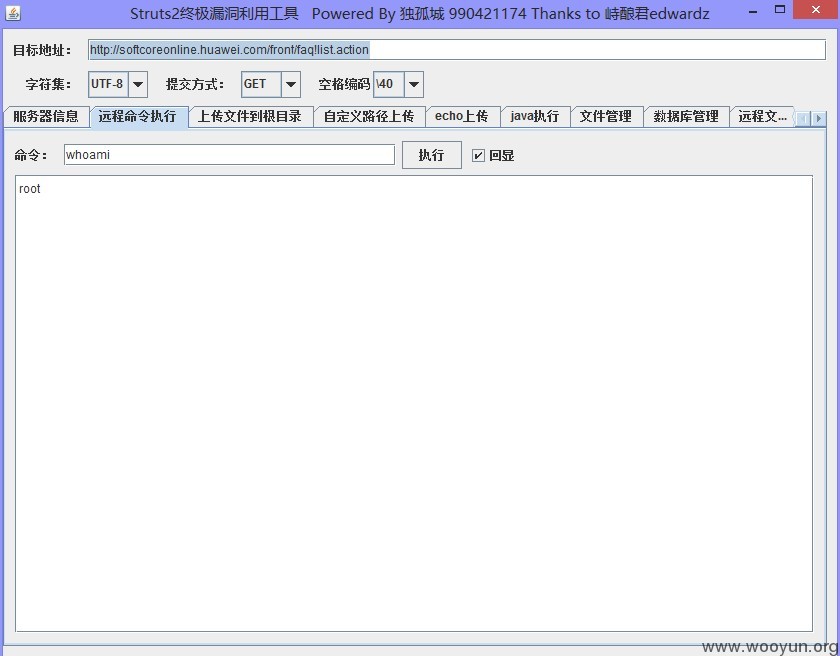 Struts2终极漏洞利用工具 Powered By 独孤城 990421174 Thanks to 峙酿君edwardz
目标地址： http://softcoreonline.huawei.com/front/faq!list.action
字符集： UTF-8 提交方式： GET 空格编码 \40
服务器信息 远程命令执行 上传文件到根目录 自定义路径上传 echo上传 java执行 文件管理 数据库管理 远程文...
命令： whoami 执行 回显
root
www.wooyun.org